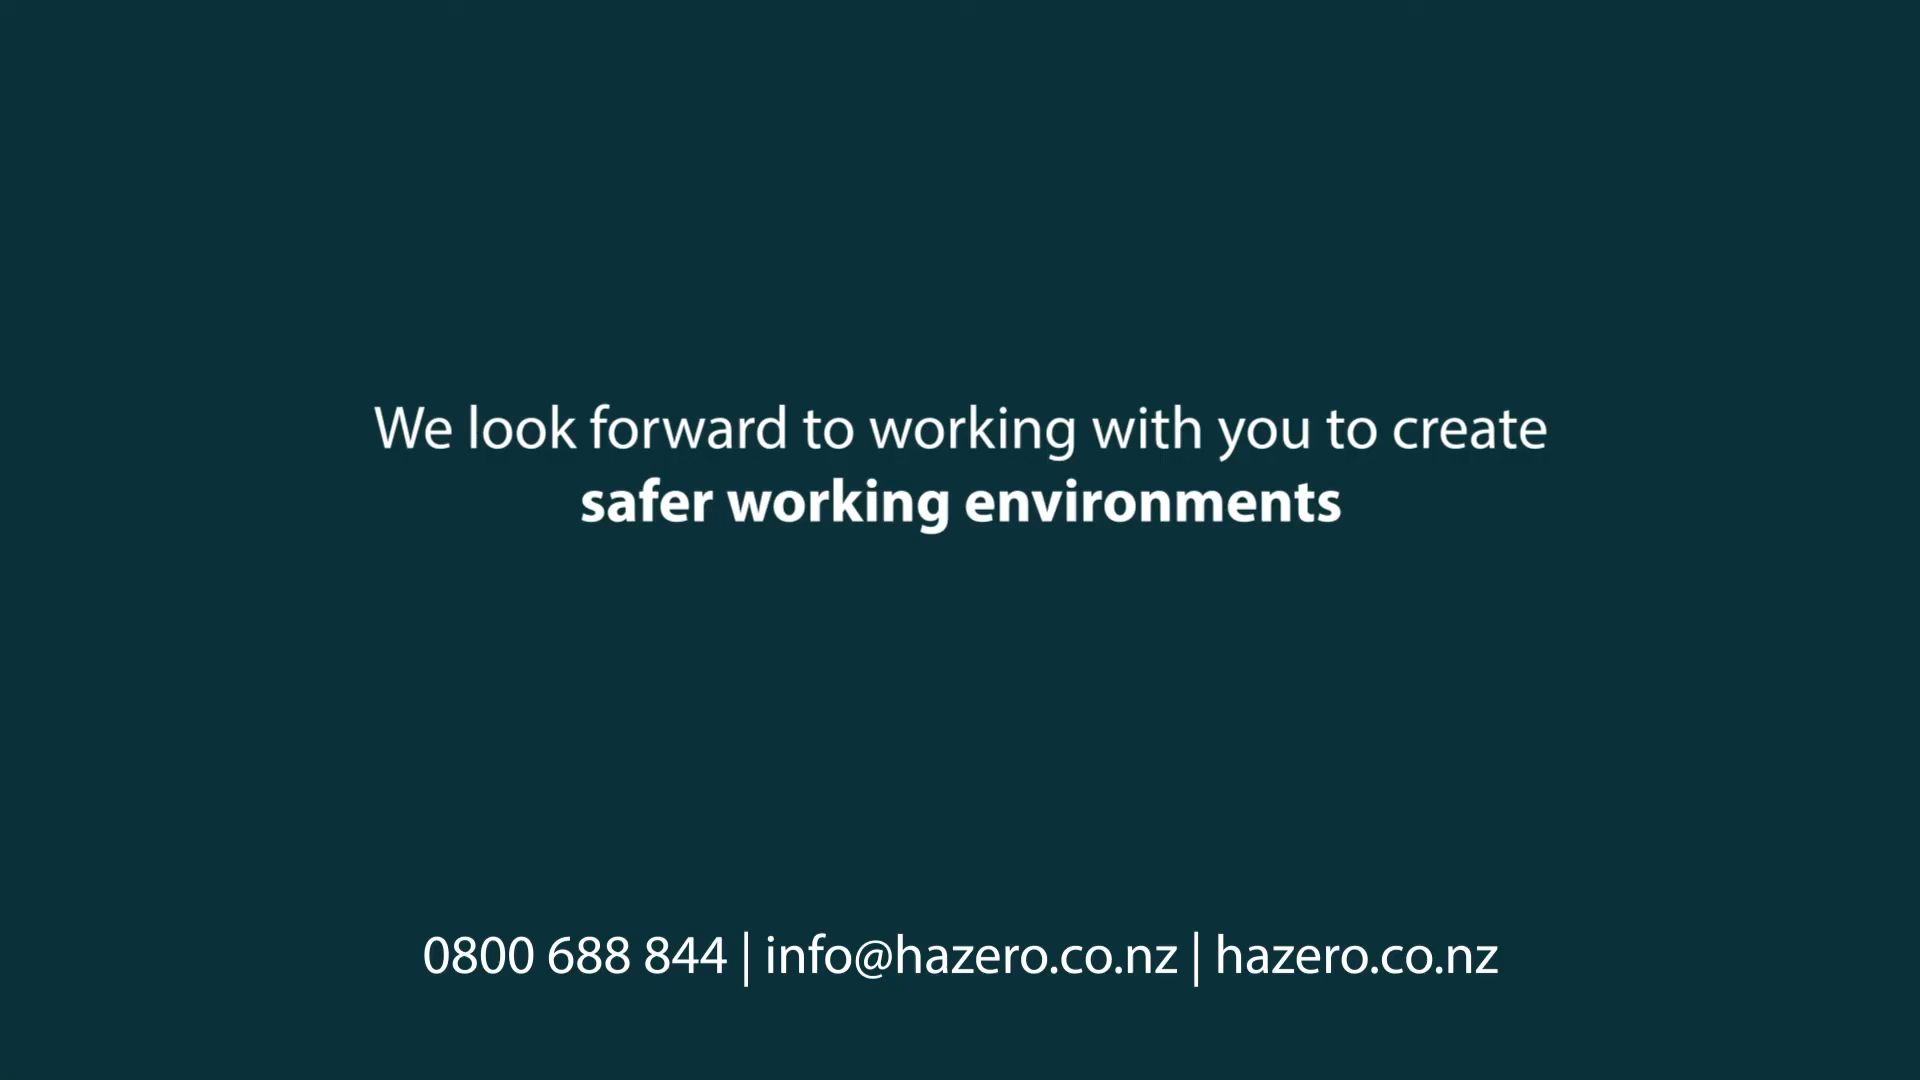 We look forward to working with you to create
safer working environments
0800 688 844 | info@hazero.co.nz | hazero.co.nz